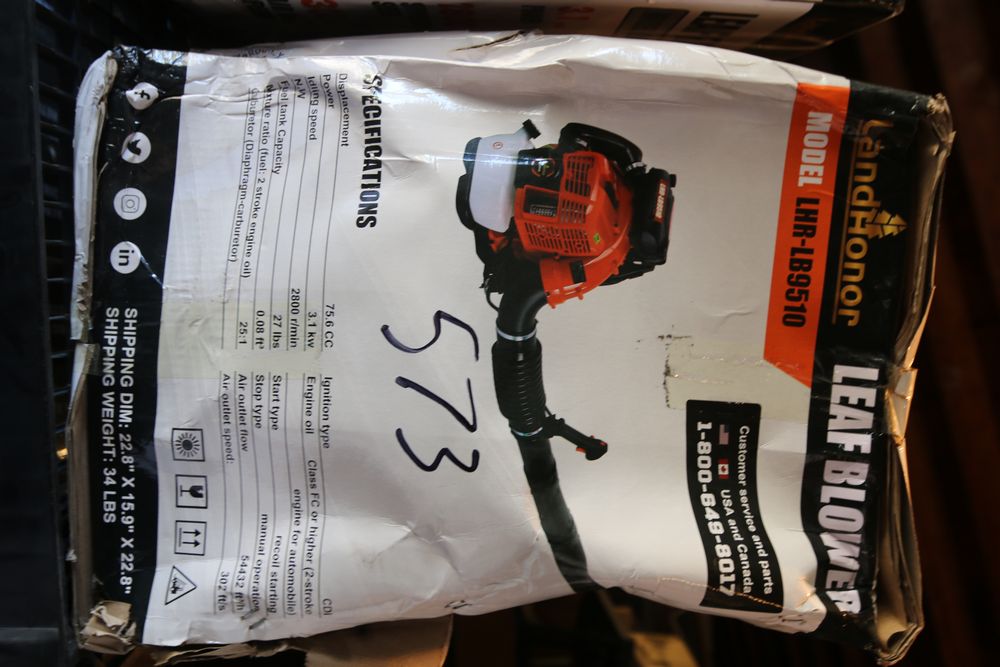 LandHonor
LEAF BLOWER
MODEL LHR-LB9510
Customer service and parts
USA and Canada
1-800-649-8017
573
SPECIFICATIONS
Displacement 75.6 CC
Power 3.1 kw
Idling speed 2800 r/min
N.W 27 lbs
Fuel tank Capacity 0.08 ft³
Mixture ratio (fuel: 2 stroke engine oil) 25:1
Carburetor (Diaphragm-carburetor)
Ignition type CDI
Engine oil Class FC or higher (2-stroke
engine for automobile)
Start type recoil starting
Stop type manual operation
Air outlet flow 54432 ft³/h
Air outlet speed: 302 ft/s
SHIPPING DIM: 22.8" X 15.9" X 22.8"
SHIPPING WEIGHT: 34 LBS